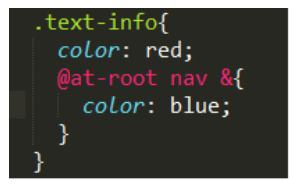 .text-info{
color: red;
@at-root nav &{
color: blue;
}
}